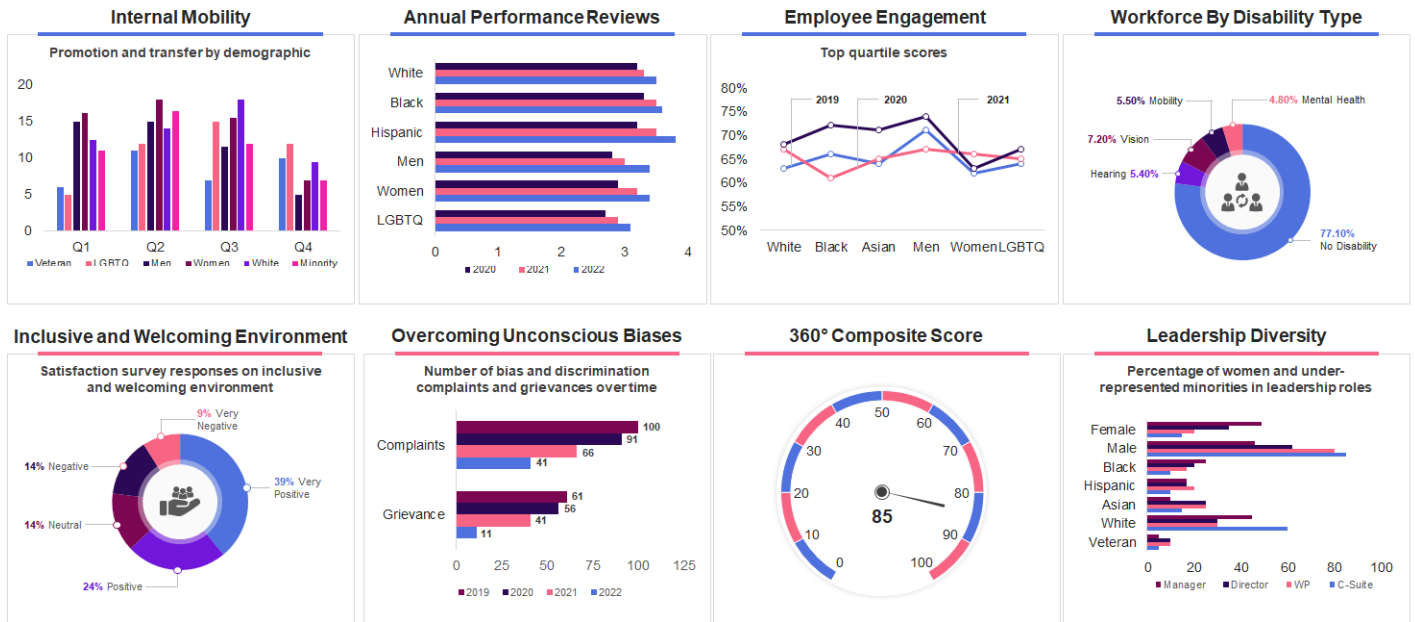 Internal Mobility
Promotion and transfer by demographic
20
15
10
5
0
Q1 Q2 Q3 Q4
Veteran LGBTQ Men Women White Minority
Annual Performance Reviews
White
Black
Hispanic
Men
Women
LGBTQ
0 1 2 3 4
2020 2021 2022
Employee Engagement
Top quartile scores
80%
75%
70%
65%
60%
55%
50%
2019 2020 2021
White Black Asian Men Women LGBTQ
Workforce By Disability Type
4.80% Mental Health
5.50% Mobility
7.20% Vision
Hearing 5.40%
77.10%
No Disability
Inclusive and Welcoming Environment
Satisfaction survey responses on inclusive
and welcoming environment
9% Very
Negative
14% Negative
39% Very
Positive
14% Neutral
24% Positive
Overcoming Unconscious Biases
Number of bias and discrimination
complaints and grievances over time
Complaints
100
91
66
41
Grievance
61
56
41
11
0 25 50 75 100 125
2019 2020 2021 2022
360° Composite Score
0
10
20
30
40
50
60
70
80
90
100
85
Leadership Diversity
Percentage of women and under-
represented minorities in leadership roles
Female
Male
Black
Hispanic
Asian
White
Veteran
0 20 40 60 80 100
Manager Director WP C-Suite